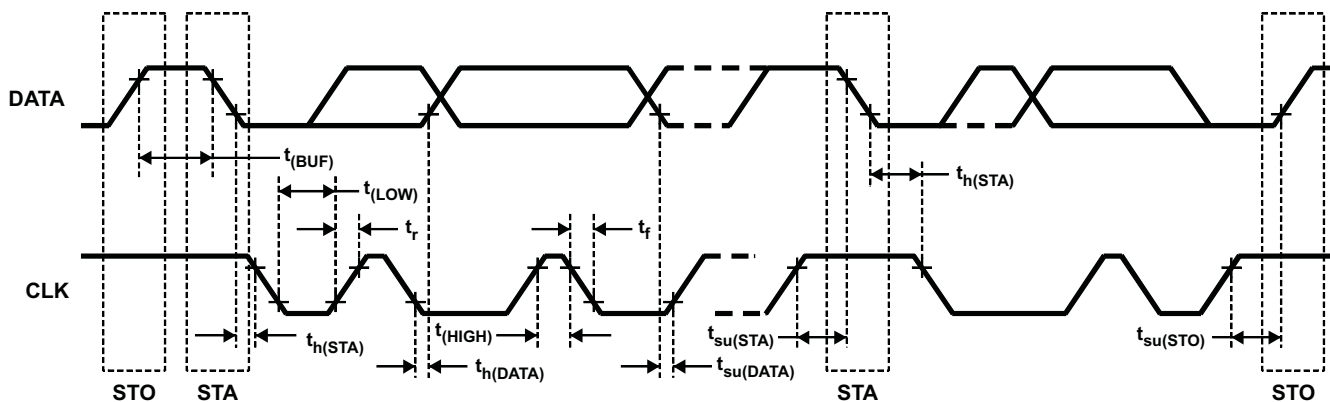 DATA
t(BUF)
t(LOW)
th(STA)
tr
tf
CLK
th(STA)
t(HIGH)
th(DATA)
tsu(DATA)
tsu(STA)
tsu(STO)
STO
STA
STA
STO